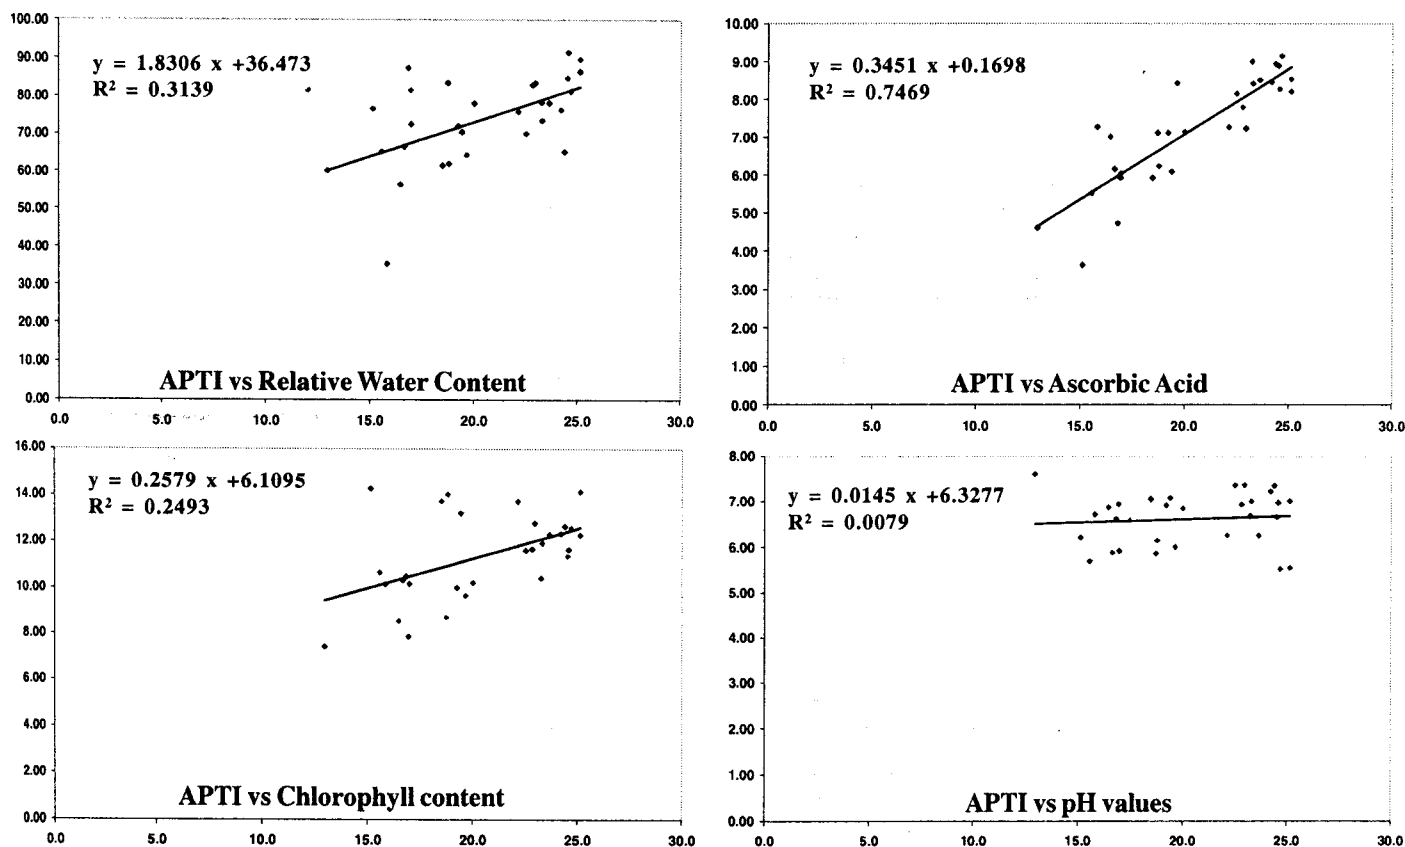 100.00
90.00
80.00
70.00
60.00
50.00
40.00
30.00
20.00
10.00
0.00
y = 1.8306 x +36.473
R² = 0.3139
APTI vs Relative Water Content
0.0 5.0 10.0 15.0 20.0 25.0 30.0
10.00
9.00
8.00
7.00
6.00
5.00
4.00
3.00
2.00
1.00
0.00
y = 0.3451 x +0.1698
R² = 0.7469
APTI vs Ascorbic Acid
0.0 5.0 10.0 15.0 20.0 25.0 30.0
16.00
14.00
12.00
10.00
8.00
6.00
4.00
2.00
0.00
y = 0.2579 x +6.1095
R² = 0.2493
APTI vs Chlorophyll content
0.0 5.0 10.0 15.0 20.0 25.0 30.0
8.00
7.00
6.00
5.00
4.00
3.00
2.00
1.00
0.00
y = 0.0145 x +6.3277
R² = 0.0079
APTI vs pH values
0.0 5.0 10.0 15.0 20.0 25.0 30.0